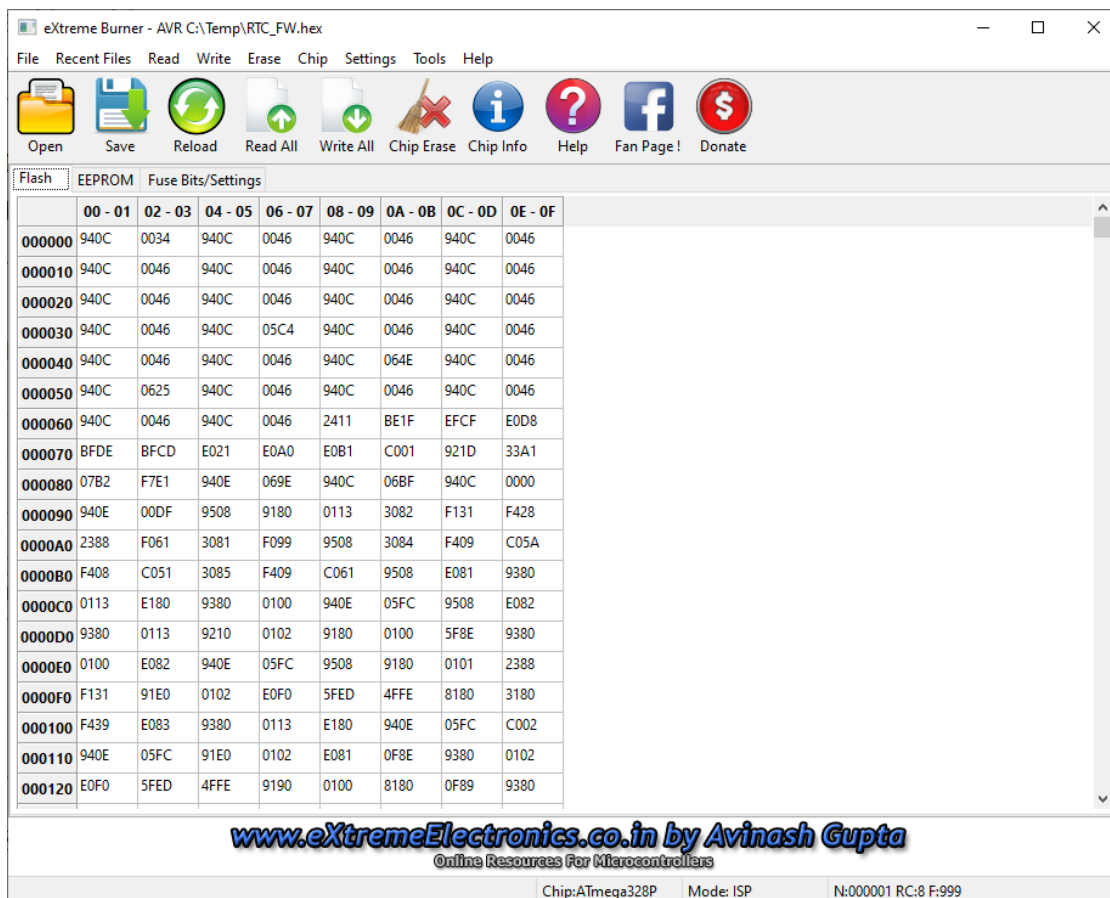 eXtreme Burner - AVR C:\Temp\RTC_FW.hex
File Recent Files Read Write Erase Chip Settings Tools Help
Open Save Reload Read All Write All Chip Erase Chip Info Help Fan Page ! Donate
Flash EEPROM Fuse Bits/Settings
00 - 01 02 - 03 04 - 05 06 - 07 08 - 09 0A - 0B 0C - 0D 0E - 0F
000000 940C 0034 940C 0046 940C 0046 940C 0046
000010 940C 0046 940C 0046 940C 0046 940C 0046
000020 940C 0046 940C 0046 940C 0046 940C 0046
000030 940C 0046 940C 05C4 940C 0046 940C 0046
000040 940C 0046 940C 0046 940C 064E 940C 0046
000050 940C 0625 940C 0046 940C 0046 940C 0046
000060 940C 0046 940C 0046 2411 BE1F EFCF E0D8
000070 BFDE BFCD E021 E0A0 E0B1 C001 921D 33A1
000080 07B2 F7E1 940E 069E 940C 06BF 940C 0000
000090 940E 00DF 9508 9180 0113 3082 F131 F428
0000A0 2388 F061 3081 F099 9508 3084 F409 C05A
0000B0 F408 C051 3085 F409 C061 9508 E081 9380
0000C0 0113 E180 9380 0100 940E 05FC 9508 E082
0000D0 9380 0113 9210 0102 9180 0100 5F8E 9380
0000E0 0100 E082 940E 05FC 9508 9180 0101 2388
0000F0 F131 91E0 0102 E0F0 5FED 4FFE 8180 3180
000100 F439 E083 9380 0113 E180 940E 05FC C002
000110 940E 05FC 91E0 0102 E081 0F8E 9380 0102
000120 E0F0 5FED 4FFE 9190 0100 8180 0F89 9380
www.eXtremeElectronics.co.in by Avinash Gupta
Online Resources For Microcontrollers
Chip:ATmega328P Mode: ISP N:000001 RC:8 F:999